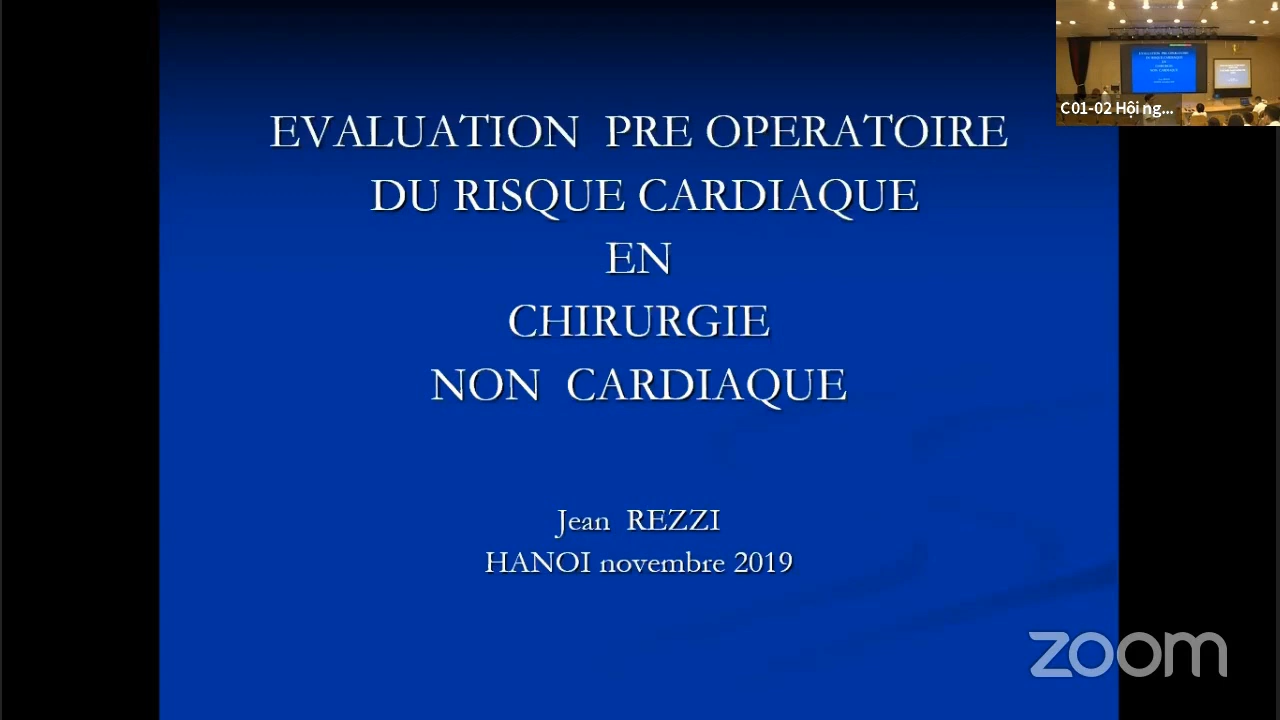 EVALUATION PRE OPERATOIRE
DU RISQUE CARDIAQUE
EN
CHIRURGIE
NON CARDIAQUE
Jean REZZI
HANOI novembre 2019
C01-02 Hội ng...
zoom